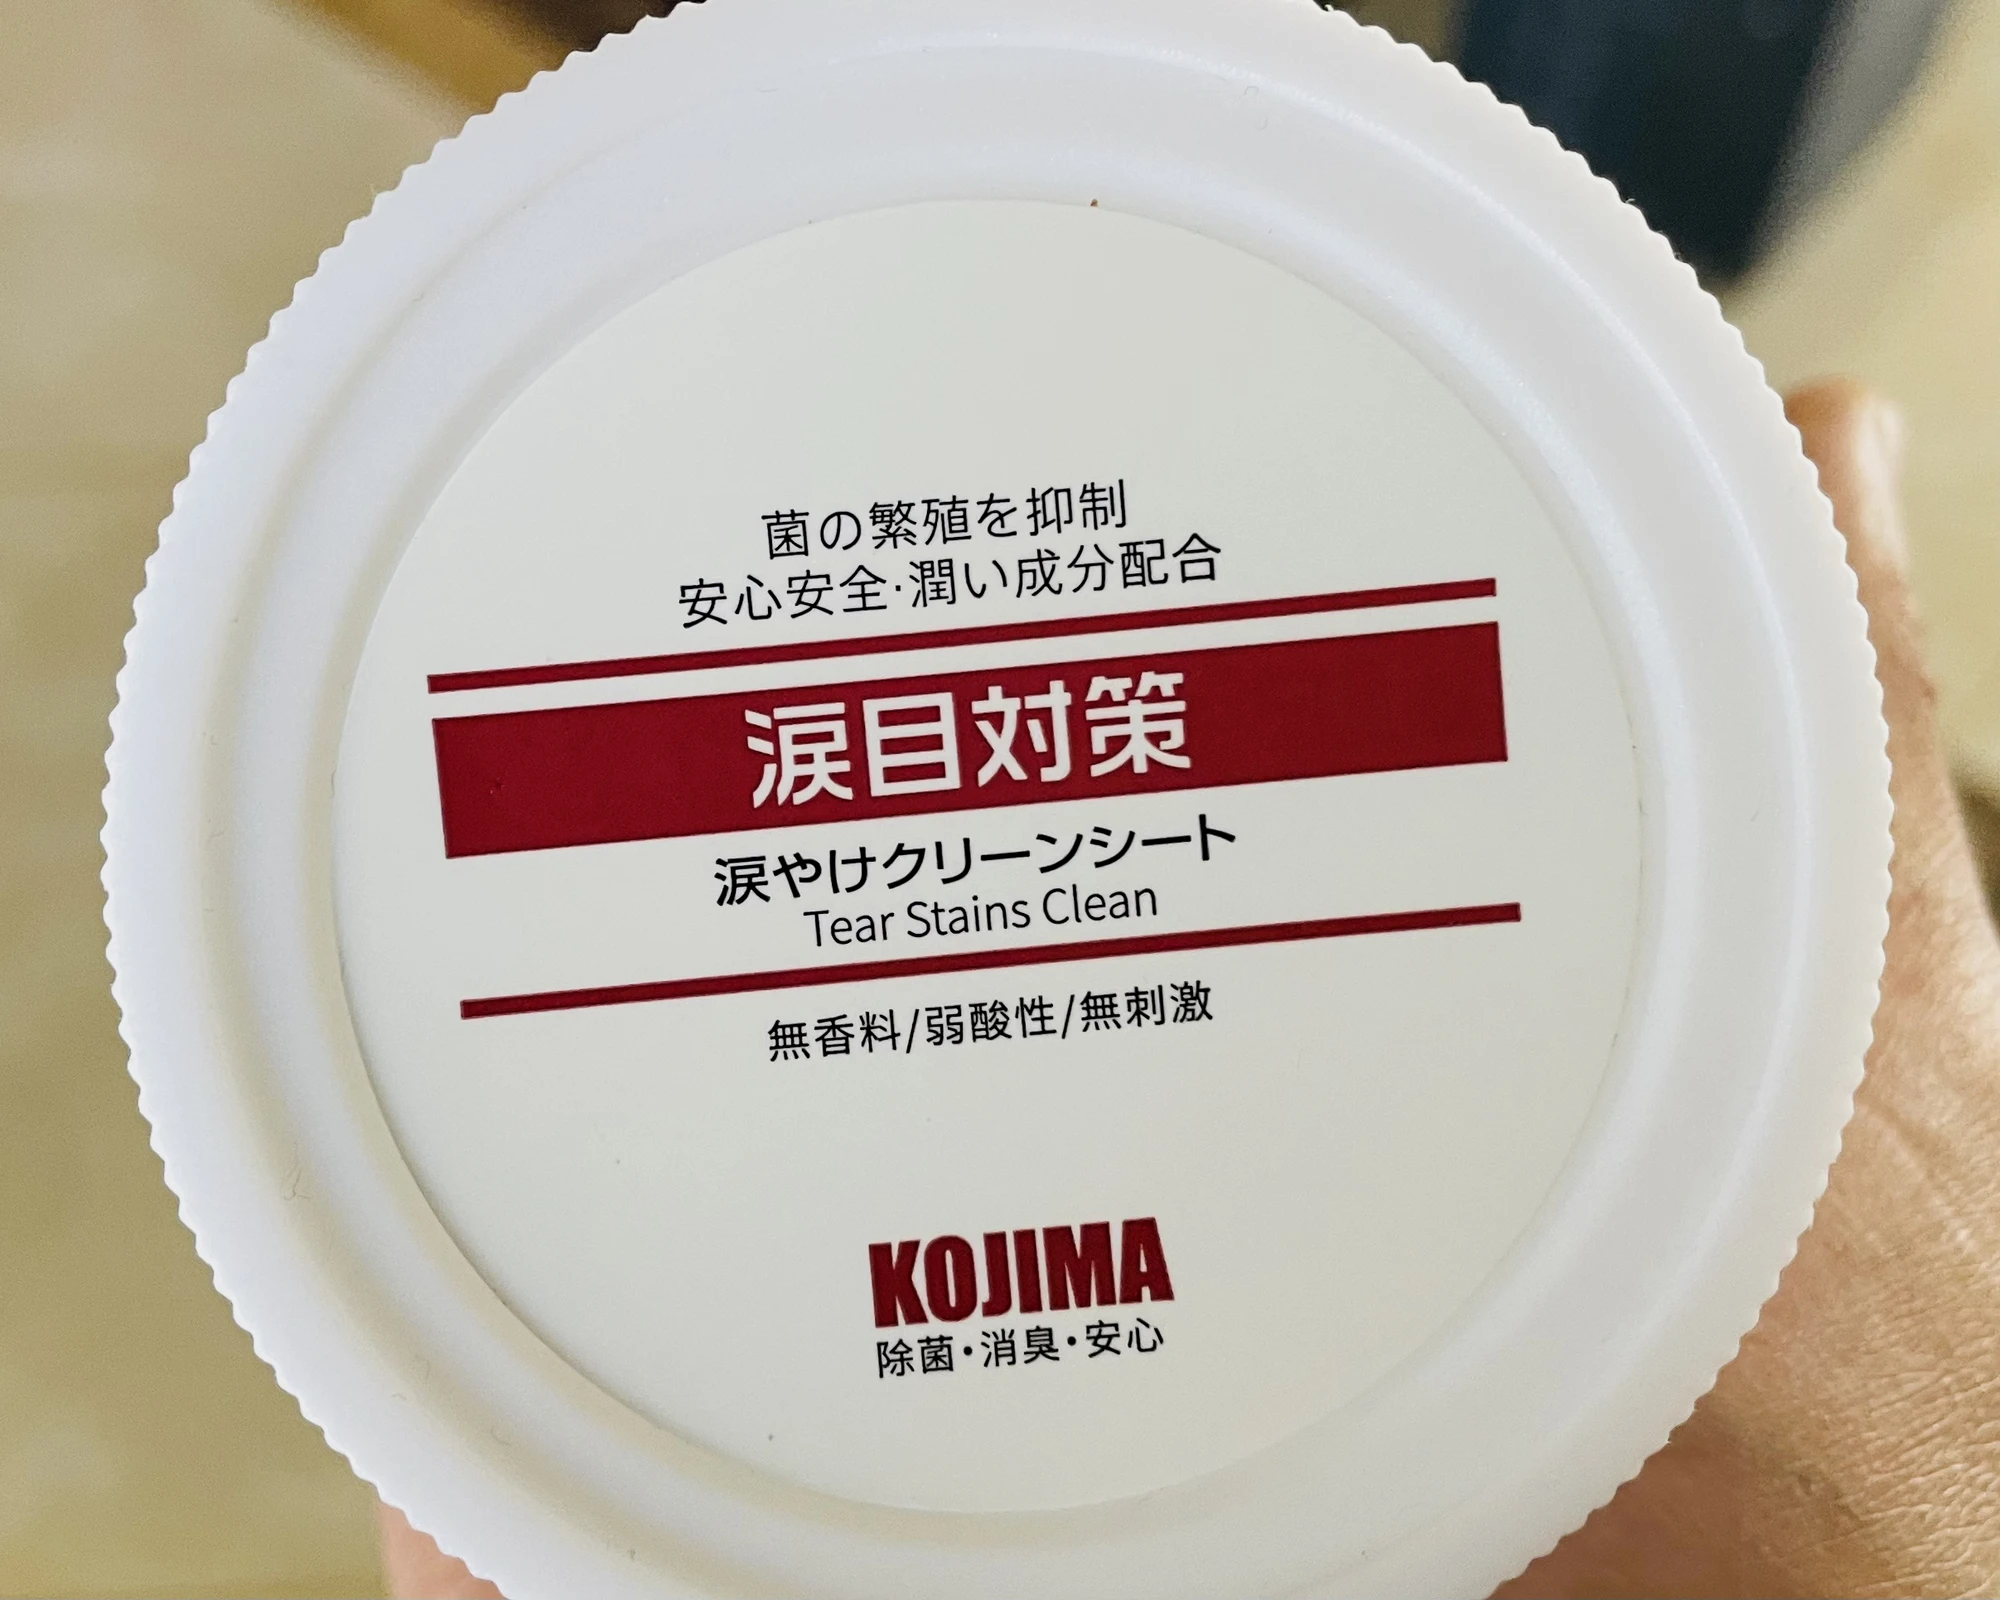 菌の繁殖を抑制
安心安全·潤い成分配合
涙目対策
涙やけクリーンシート
Tear Stains Clean
無香料/弱酸性/無刺激
KOJIMA
除菌・消臭・安心